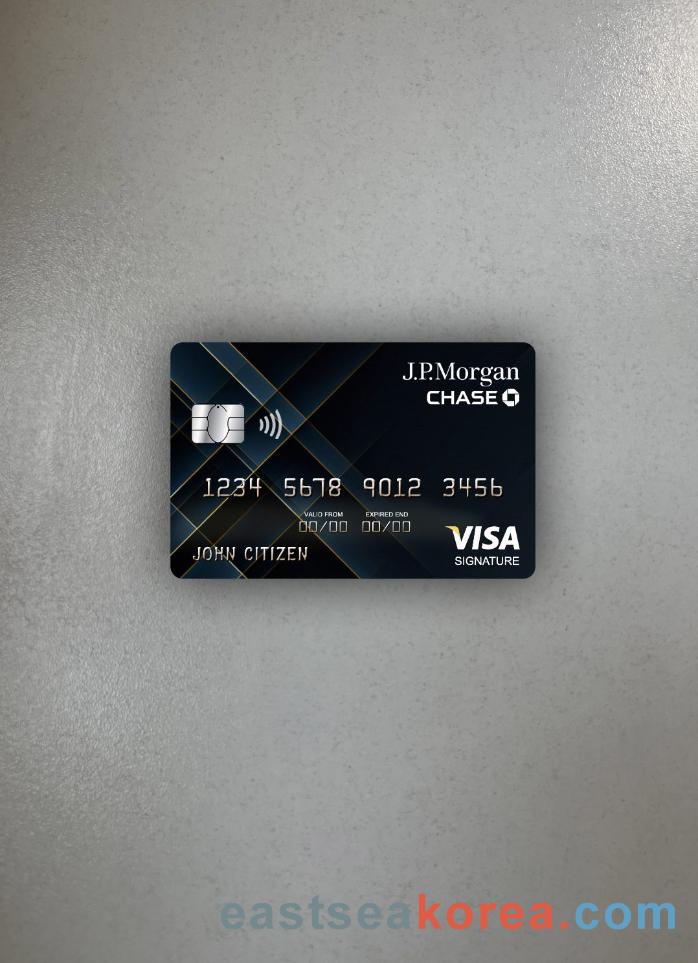 J.P.Morgan
CHASE
1234 5678 9012 3456
VALID FROM EXPIRED END
00/00 00/00
JOHN CITIZEN
VISA
SIGNATURE
eastseakorea.com